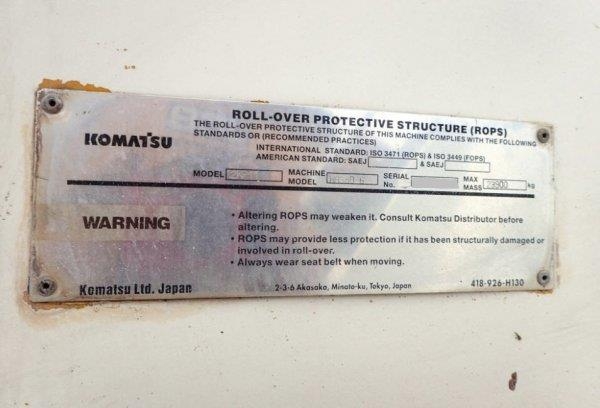 ROLL-OVER PROTECTIVE STRUCTURE (ROPS)
THE ROLL-OVER PROTECTIVE STRUCTURE OF THIS MACHINE COMPLIES WITH THE FOLLOWING
STANDARDS OR (RECOMMENDED PRACTICES)
KOMATSU
INTERNATIONAL STANDARD: ISO 3471 (ROPS) & ISO 3449 (FOPS)
AMERICAN STANDARD: SAEJ & SAEJ
MODEL MACHINE MODEL SERIAL No. MAX MASS kg
WARNING
• Altering ROPS may weaken it. Consult Komatsu Distributor before
altering.
• ROPS may provide less protection if it has been structurally damaged or
involved in roll-over.
• Always wear seat belt when moving.
Komatsu Ltd. Japan 2-3-6 Akasaka, Minato-ku, Tokyo, Japan 418-926-H130